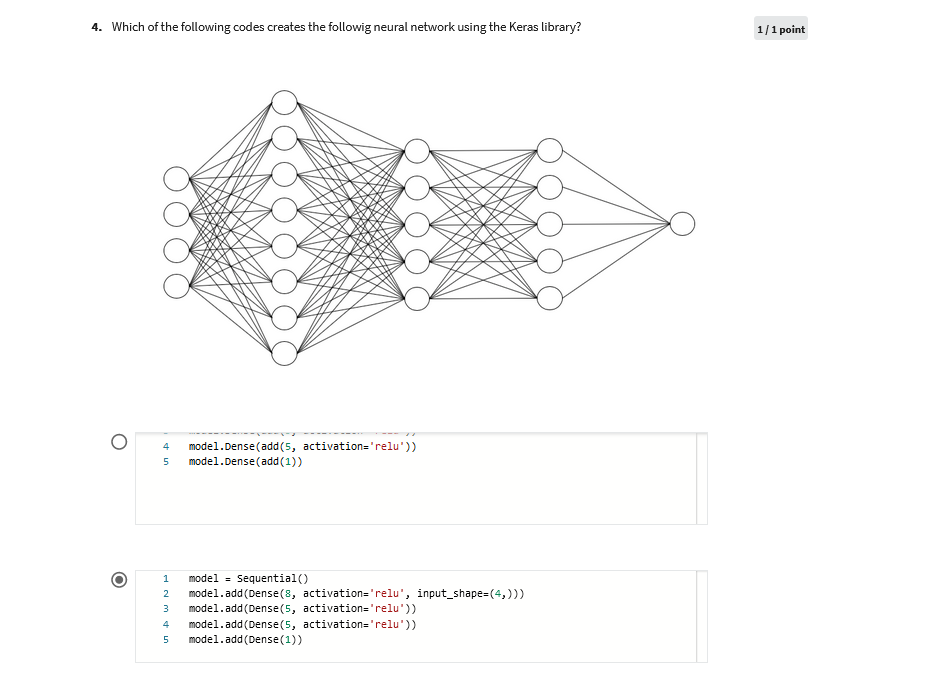 4. Which of the following codes creates the followig neural network using the Keras library?
1 / 1 point
4 model.Dense(add(5, activation='relu'))
5 model.Dense(add(1))
1 model = Sequential()
2 model.add(Dense(8, activation='relu', input_shape=(4,)))
3 model.add(Dense(5, activation='relu'))
4 model.add(Dense(5, activation='relu'))
5 model.add(Dense(1))